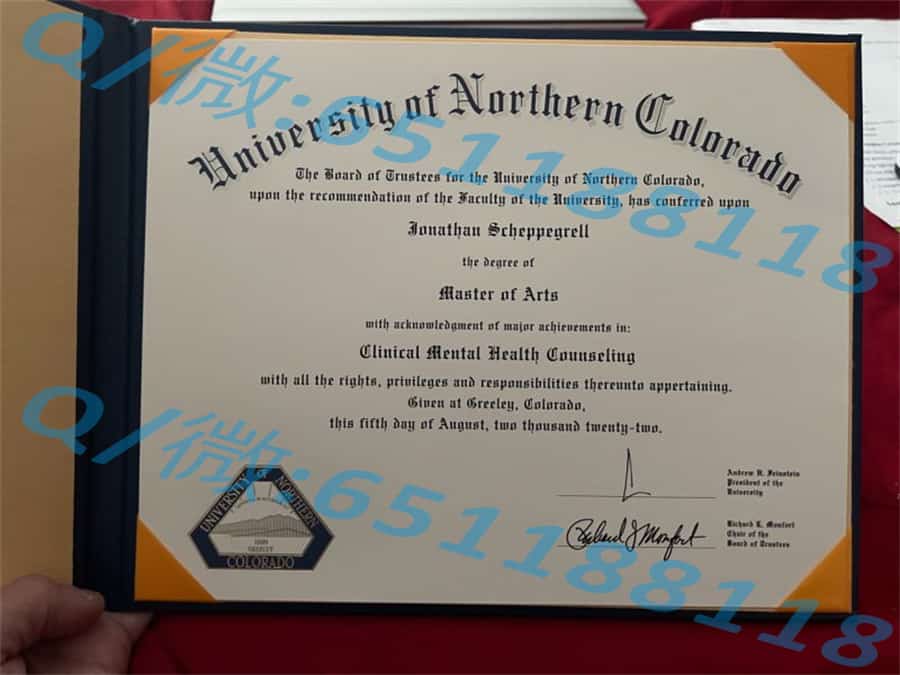 Q/微:65118818
University of Northern Colorado
The Board of Trustees for the University of Northern Colorado,
upon the recommendation of the Faculty of the University, has conferred upon
Jonathan Scheppegrell
the degree of
Master of Arts
with acknowledgment of major achievements in:
Clinical Mental Health Counseling
with all the rights, privileges and responsibilities thereunto appertaining.
Given at Greeley, Colorado,
this fifth day of August, two thousand twenty-two.
Q/微:65118818
Andrew H. Feinstein
President of the
University
Richard L. Monfort
Chair of the
Board of Trustees
UNIVERSITY OF NORTHERN
1889
GREELEY
COLORADO